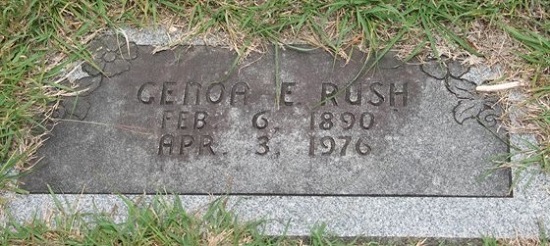 GENOA E. RUSH
FEB. 6, 1890
APR. 3, 1976